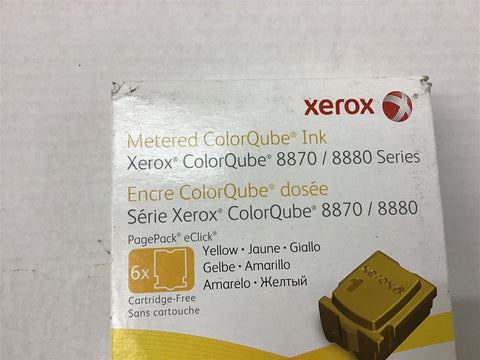 xerox
Metered ColorQube® Ink
Xerox® ColorQube® 8870 / 8880 Series
Encre ColorQube® dosée
Série Xerox® ColorQube® 8870 / 8880
PagePack® eClick®
6x
Yellow • Jaune • Giallo
Gelbe • Amarillo
Amarelo • Желтый
Cartridge-Free
Sans cartouche
xerox